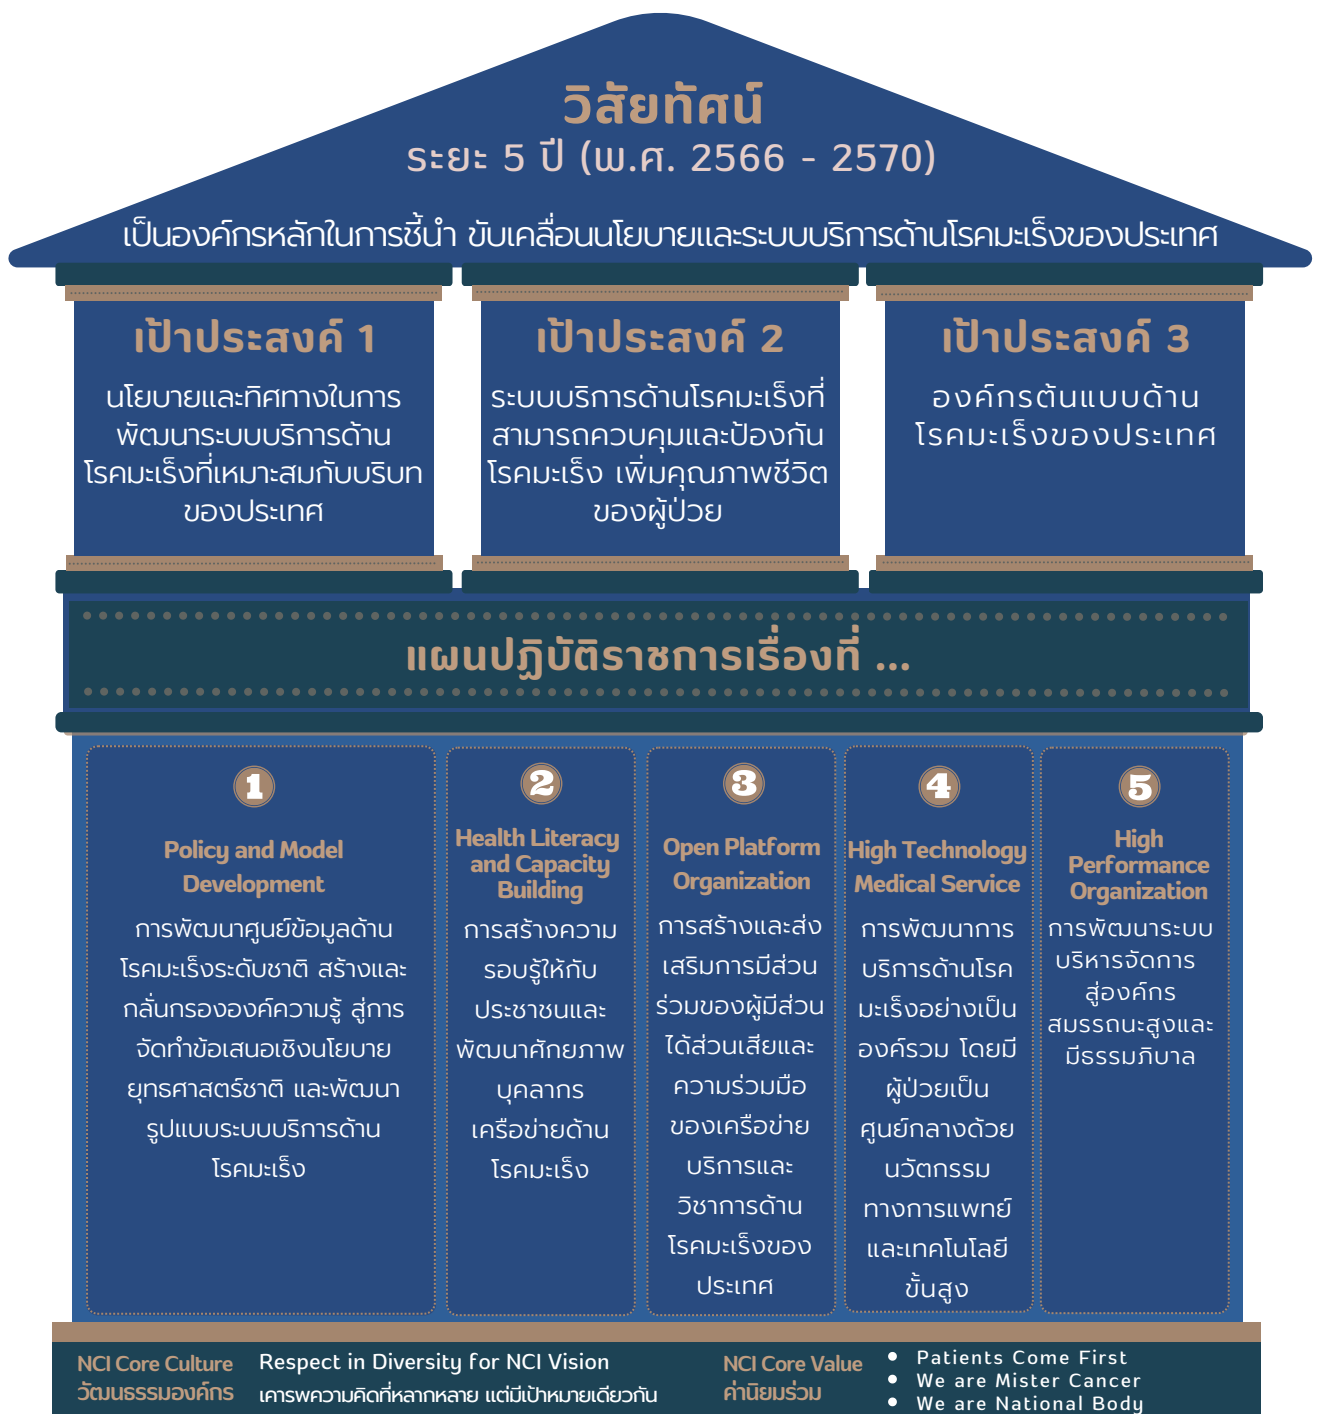 วิสัยทัศน์
ระยะ 5 ปี (พ.ศ. 2566 - 2570)
เป็นองค์กรหลักในการชี้นำ ขับเคลื่อนนโยบายและระบบบริการด้านโรคมะเร็งของประเทศ
เป้าประสงค์ 1
นโยบายและทิศทางในการ
พัฒนาระบบบริการด้าน
โรคมะเร็งที่เหมาะสมกับบริบท
ของประเทศ
เป้าประสงค์ 2
ระบบบริการด้านโรคมะเร็งที่
สามารถควบคุมและป้องกัน
โรคมะเร็ง เพิ่มคุณภาพชีวิต
ของผู้ป่วย
เป้าประสงค์ 3
องค์กรต้นแบบด้าน
โรคมะเร็งของประเทศ
แผนปฏิบัติราชการเรื่องที่ ...
1
Policy and Model
Development
การพัฒนาศูนย์ข้อมูลด้าน
โรคมะเร็งระดับชาติ สร้างและ
กลั่นกรององค์ความรู้ สู่การ
จัดทำข้อเสนอเชิงนโยบาย
ยุทธศาสตร์ชาติ และพัฒนา
รูปแบบระบบบริการด้าน
โรคมะเร็ง
2
Health Literacy
and Capacity
Building
การสร้างความ
รอบรู้ให้กับ
ประชาชนและ
พัฒนาศักยภาพ
บุคลากร
เครือข่ายด้าน
โรคมะเร็ง
3
Open Platform
Organization
การสร้างและส่ง
เสริมการมีส่วน
ร่วมของผู้มีส่วน
ได้ส่วนเสียและ
ความร่วมมือ
ของเครือข่าย
บริการและ
วิชาการด้าน
โรคมะเร็งของ
ประเทศ
4
High Technology
Medical Service
การพัฒนาการ
บริการด้านโรค
มะเร็งอย่างเป็น
องค์รวม โดยมี
ผู้ป่วยเป็น
ศูนย์กลางด้วย
นวัตกรรม
ทางการแพทย์
และเทคโนโลยี
ขั้นสูง
5
High
Performance
Organization
การพัฒนาระบบ
บริหารจัดการ
สู่องค์กร
สมรรถนะสูงและ
มีธรรมภิบาล
NCI Core Culture
วัฒนธรรมองค์กร
Respect in Diversity for NCI Vision
เคารพความคิดที่หลากหลาย แต่มีเป้าหมายเดียวกัน
NCI Core Value
ค่านิยมร่วม
• Patients Come First
• We are Mister Cancer
• We are National Body